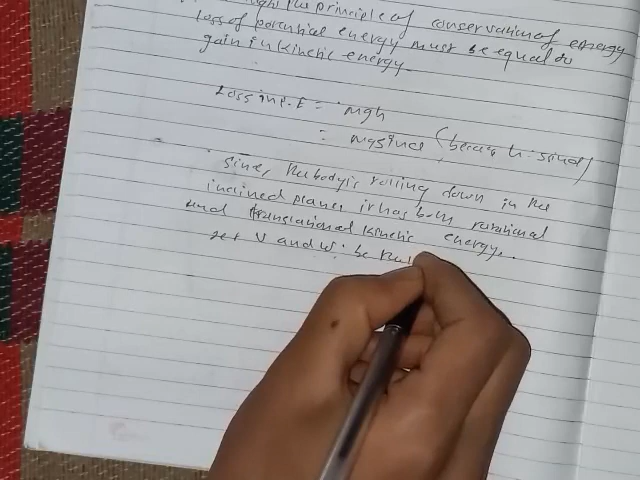 the principle of conservation of energy
loss of potential energy must be equal to
gain in kinetic energy.
Loss in P.E = mgh
= mgsinθ (because h = sinθ)
since, the body is rolling down in the
inclined plane, it has both rotational
and translational kinetic energy.
Let V and ω be the